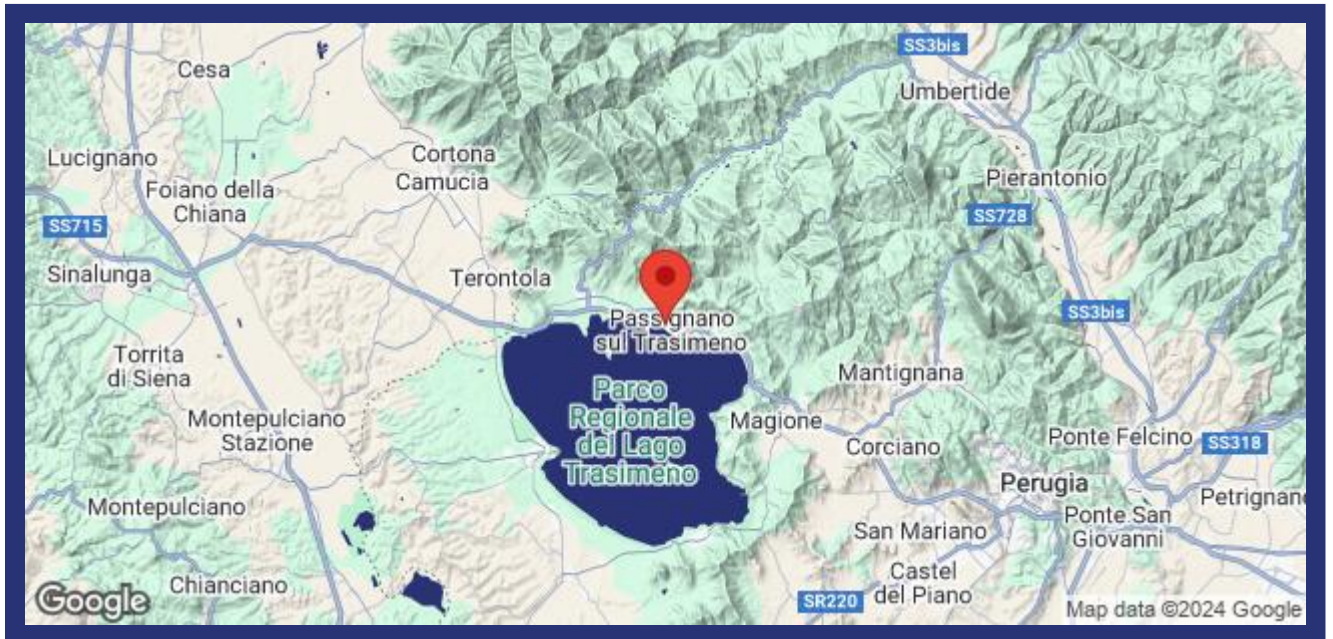 SS3bis
Cesa
Umbertide
Cortona
Camucia
Lucignano
Foiano della
Chiana
Pierantonio
SS728
SS715
Sinalunga
Terontola
Passignano
sul Trasimeno
SS3bis
Torrita
di Siena
Mantignana
Parco
Regionale
del Lago
Trasimeno
Montepulciano
Stazione
Magione
Corciano
Ponte Felcino
SS318
Perugia
Petrignano
Montepulciano
San Mariano
Ponte San
Giovanni
Chianciano
Castel
del Piano
SR220
Google
Map data ©2024 Google